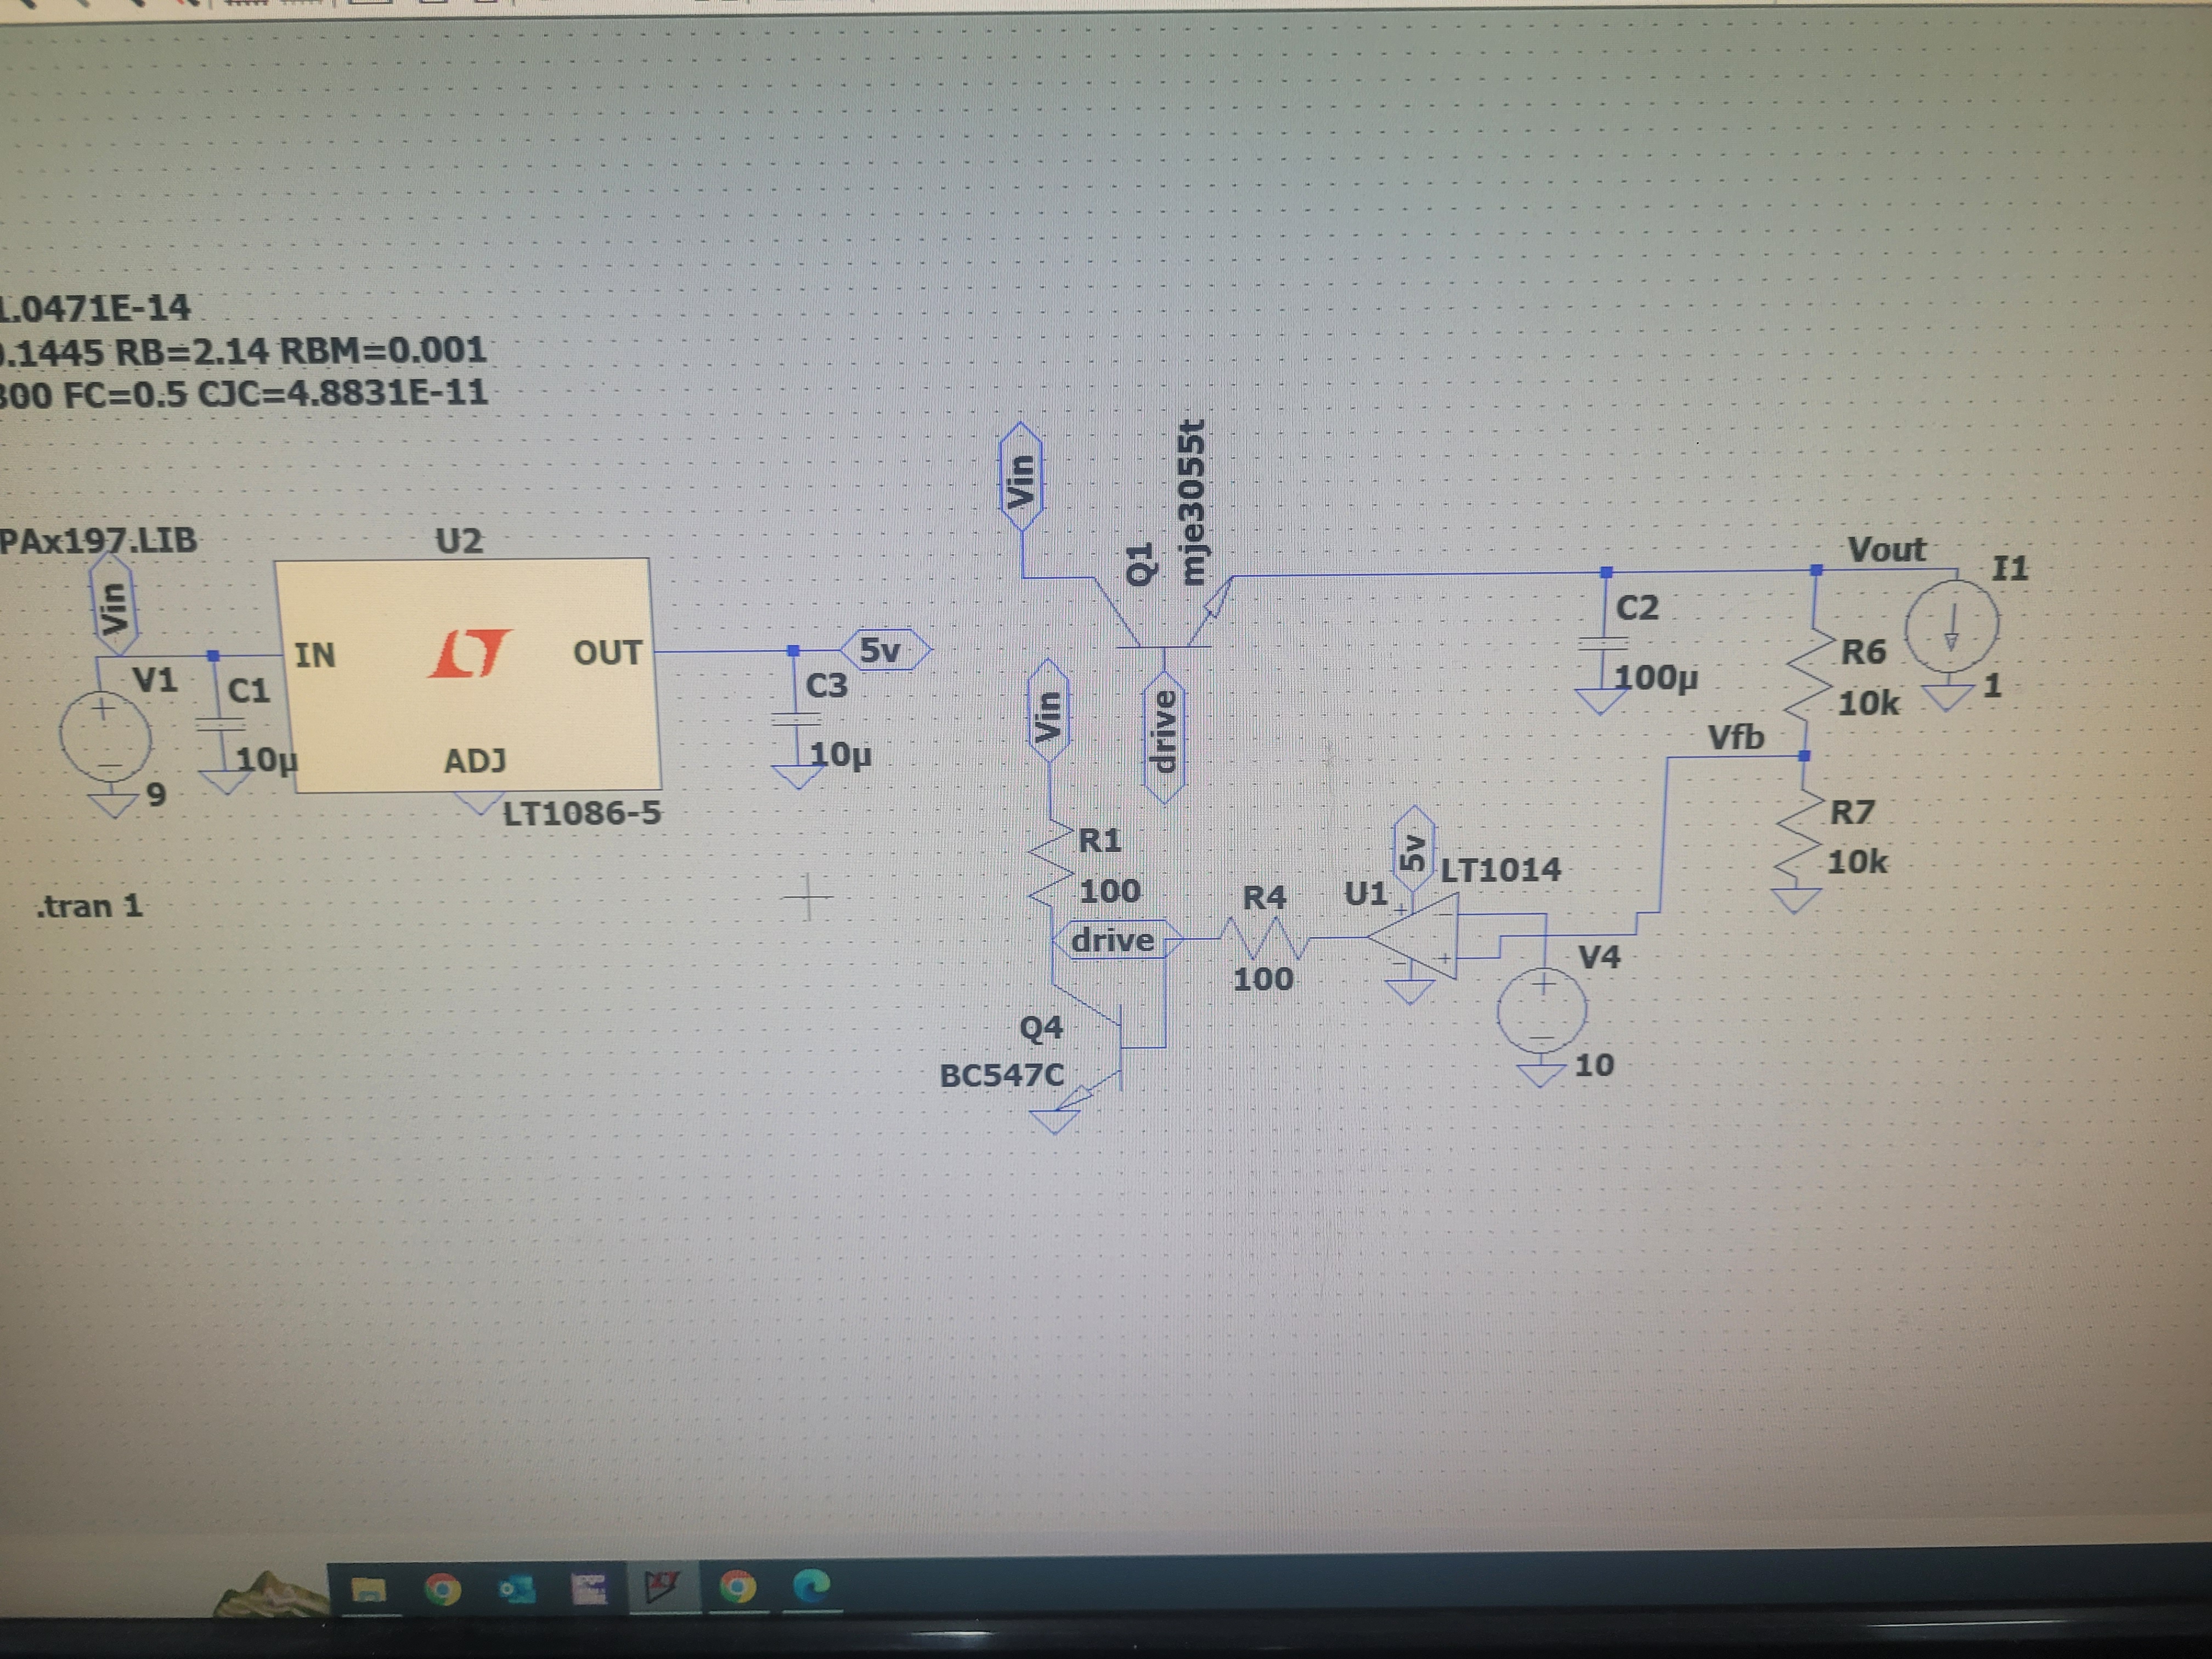 1.0471E-14
.1445 RB=2.14 RBM=0.001
300 FC=0.5 CJC=4.8831E-11
PAx197.LIB
Vin
V1
9
C1
10µ
U2
IN
OUT
ADJ
LT1086-5
C3
10µ
5v
.tran 1
Vin
Q1
mje3055t
drive
Vin
R1
100
drive
Q4
BC547C
R4
100
U1
5v
LT1014
V4
10
C2
100µ
Vout
I1
1
R6
10k
Vfb
R7
10k